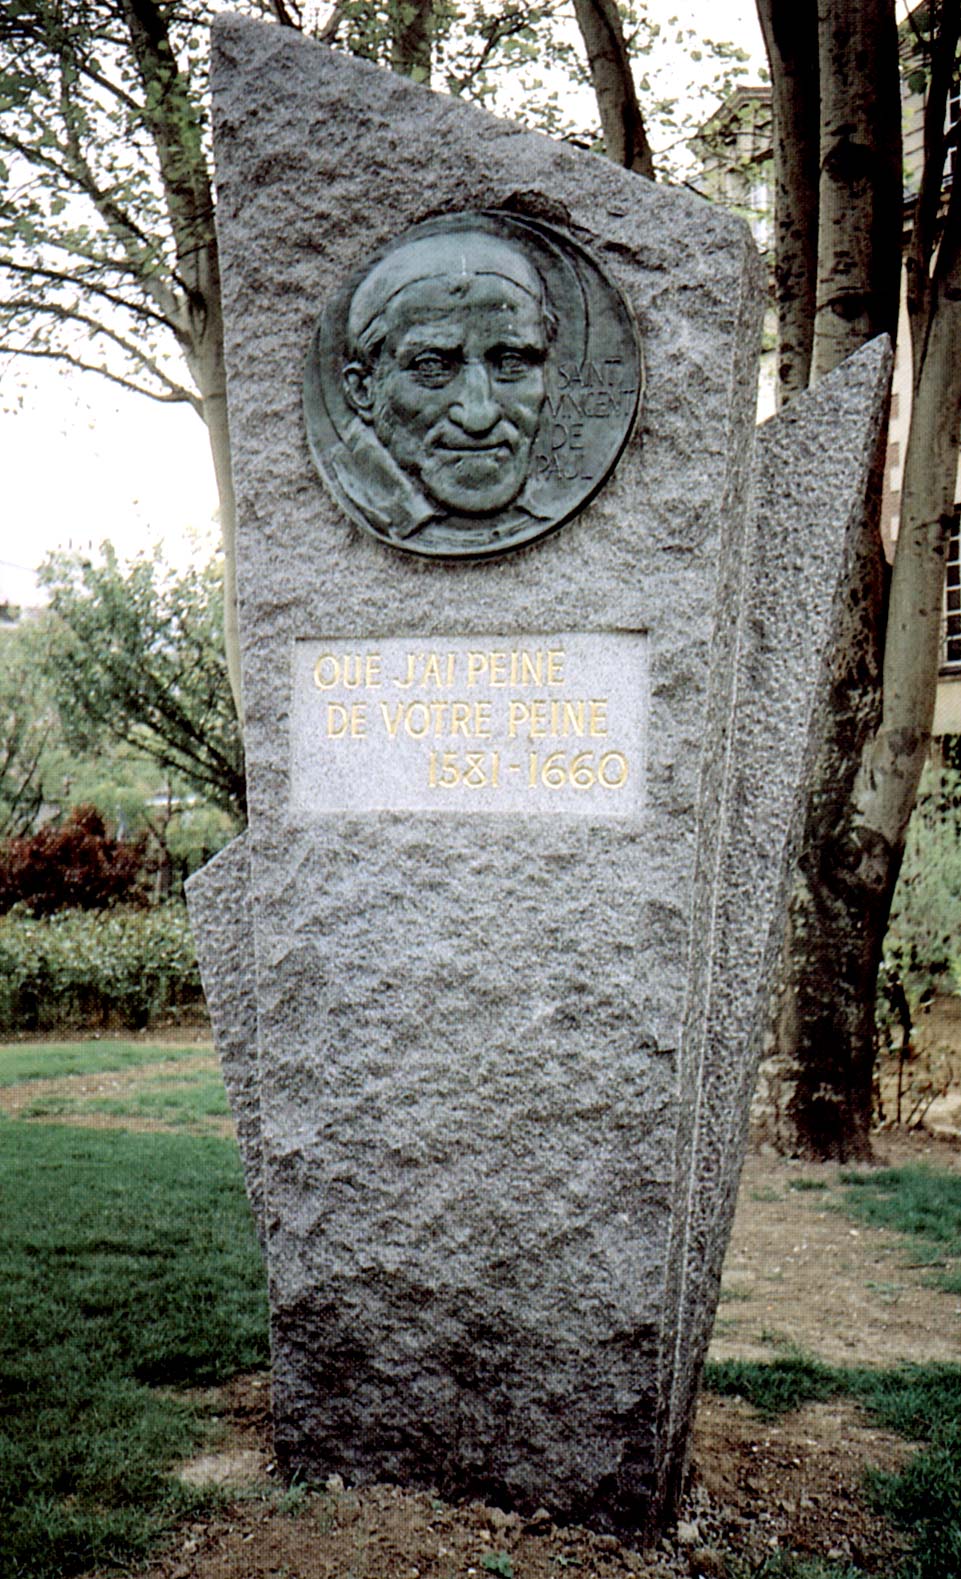 SAINT
VINCENT
DE
PAUL
QUE J'AI PEINE
DE VOTRE PEINE
1581-1660